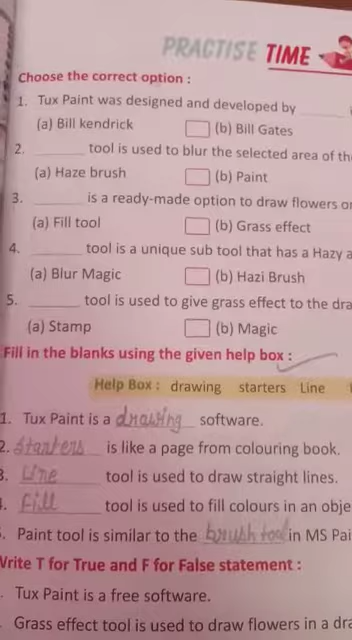 PRACTISE TIME
Choose the correct option :
1. Tux Paint was designed and developed by ______
(a) Bill kendrick (b) Bill Gates
2. ______ tool is used to blur the selected area of th
(a) Haze brush (b) Paint
3. ______ is a ready-made option to draw flowers o
(a) Fill tool (b) Grass effect
4. ______ tool is a unique sub tool that has a Hazy a
(a) Blur Magic (b) Hazi Brush
5. ______ tool is used to give grass effect to the dra
(a) Stamp (b) Magic
Fill in the blanks using the given help box :
Help Box : drawing starters Line
1. Tux Paint is a drawing software.
2. Starters is like a page from colouring book.
3. Line tool is used to draw straight lines.
. Fill tool is used to fill colours in an obje
. Paint tool is similar to the brush tool in MS Pai
Write T for True and F for False statement :
. Tux Paint is a free software.
Grass effect tool is used to draw flowers in a dra